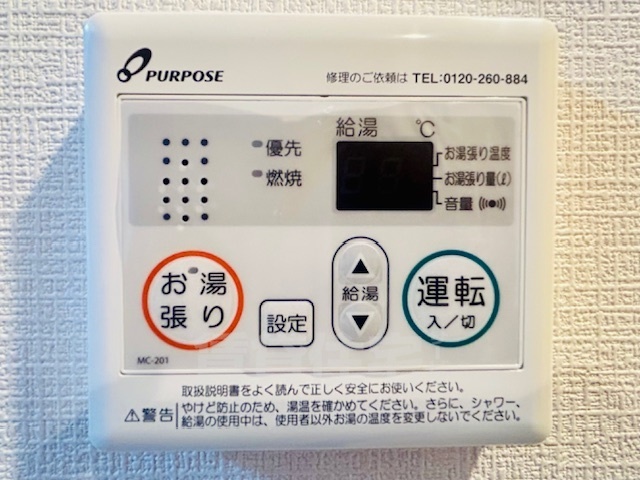 PURPOSE
修理のご依頼は TEL:0120-260-884
給湯 ℃
優先
燃焼
お湯張り温度
お湯張り量(ℓ)
音量
お湯張り
設定
▲
給湯
▼
運転
入/切
MC-201
取扱説明書をよく読んで正しく安全にお使いください。
⚠警告
やけど防止のため、湯温を確かめてください。さらに、シャワー、
給湯の使用中は、使用者以外お湯の温度を変更しないでください。